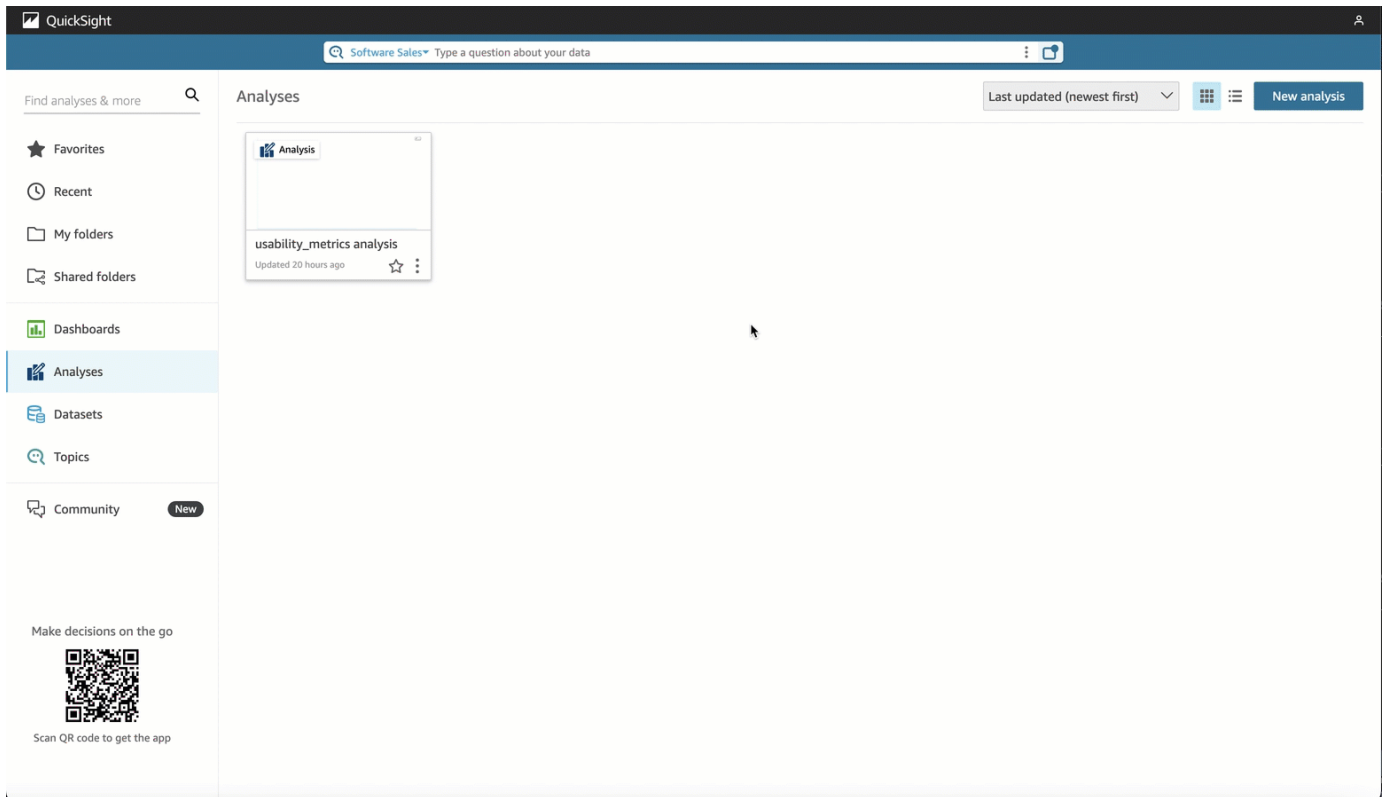 QuickSight
Software Sales Type a question about your data
Find analyses & more
Analyses
Last updated (newest first)
New analysis
Favorites
Recent
My folders
Shared folders
Dashboards
Analyses
Datasets
Topics
Community
New
Analysis
usability_metrics analysis
Updated 20 hours ago
Make decisions on the go
Scan QR code to get the app